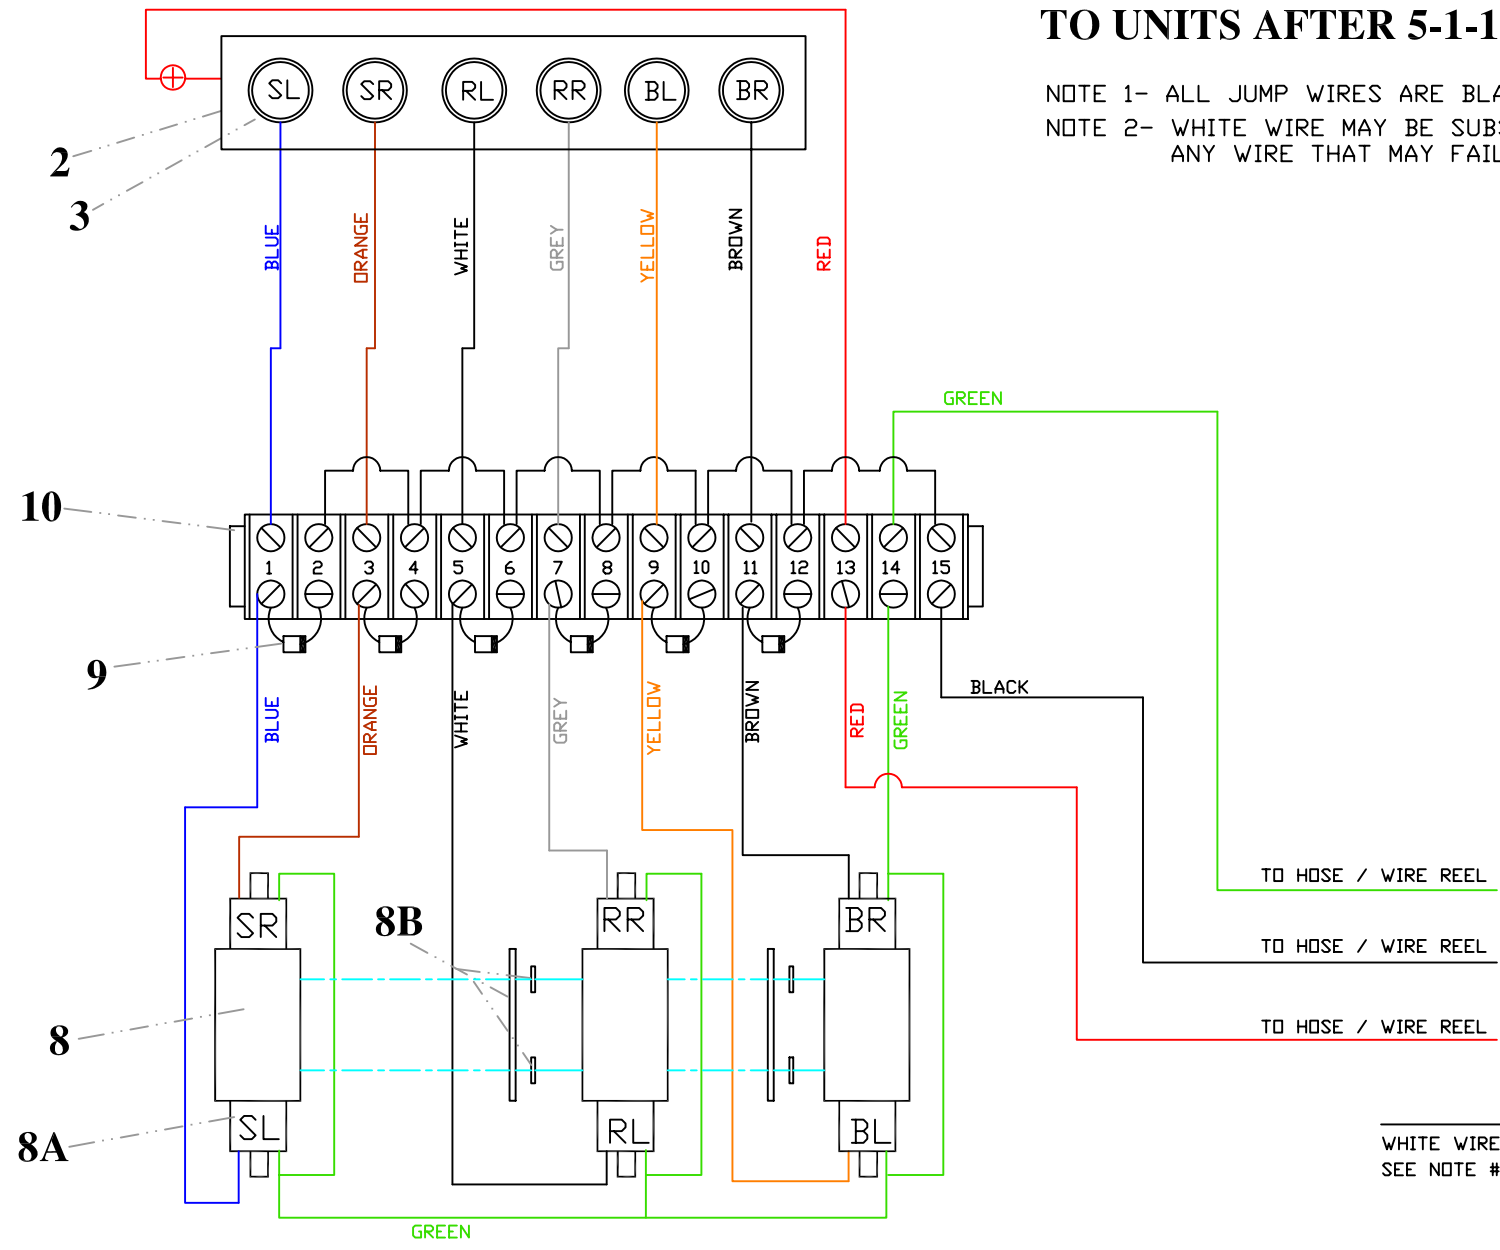 TO UNITS AFTER 5-1-1
NOTE 1- ALL JUMP WIRES ARE
NOTE 2- WHITE WIRE MAY BE
ANY WIRE THAT MAY
SL SR RL RR BL BR
2
3
BLUE ORANGE WHITE GREY YELLOW BROWN RED
GREEN
10
1 2 3 4 5 6 7 8 9 10 11 12 13 14 15
9
BLUE ORANGE WHITE GREY YELLOW BROWN RED GREEN
BLACK
TO HOSE / WIRE REEL
SR 8B RR BR
TO HOSE / WIRE REEL
8
TO HOSE / WIRE REEL
8A SL RL BL
WHITE WIRE
SEE NOTE #
GREEN